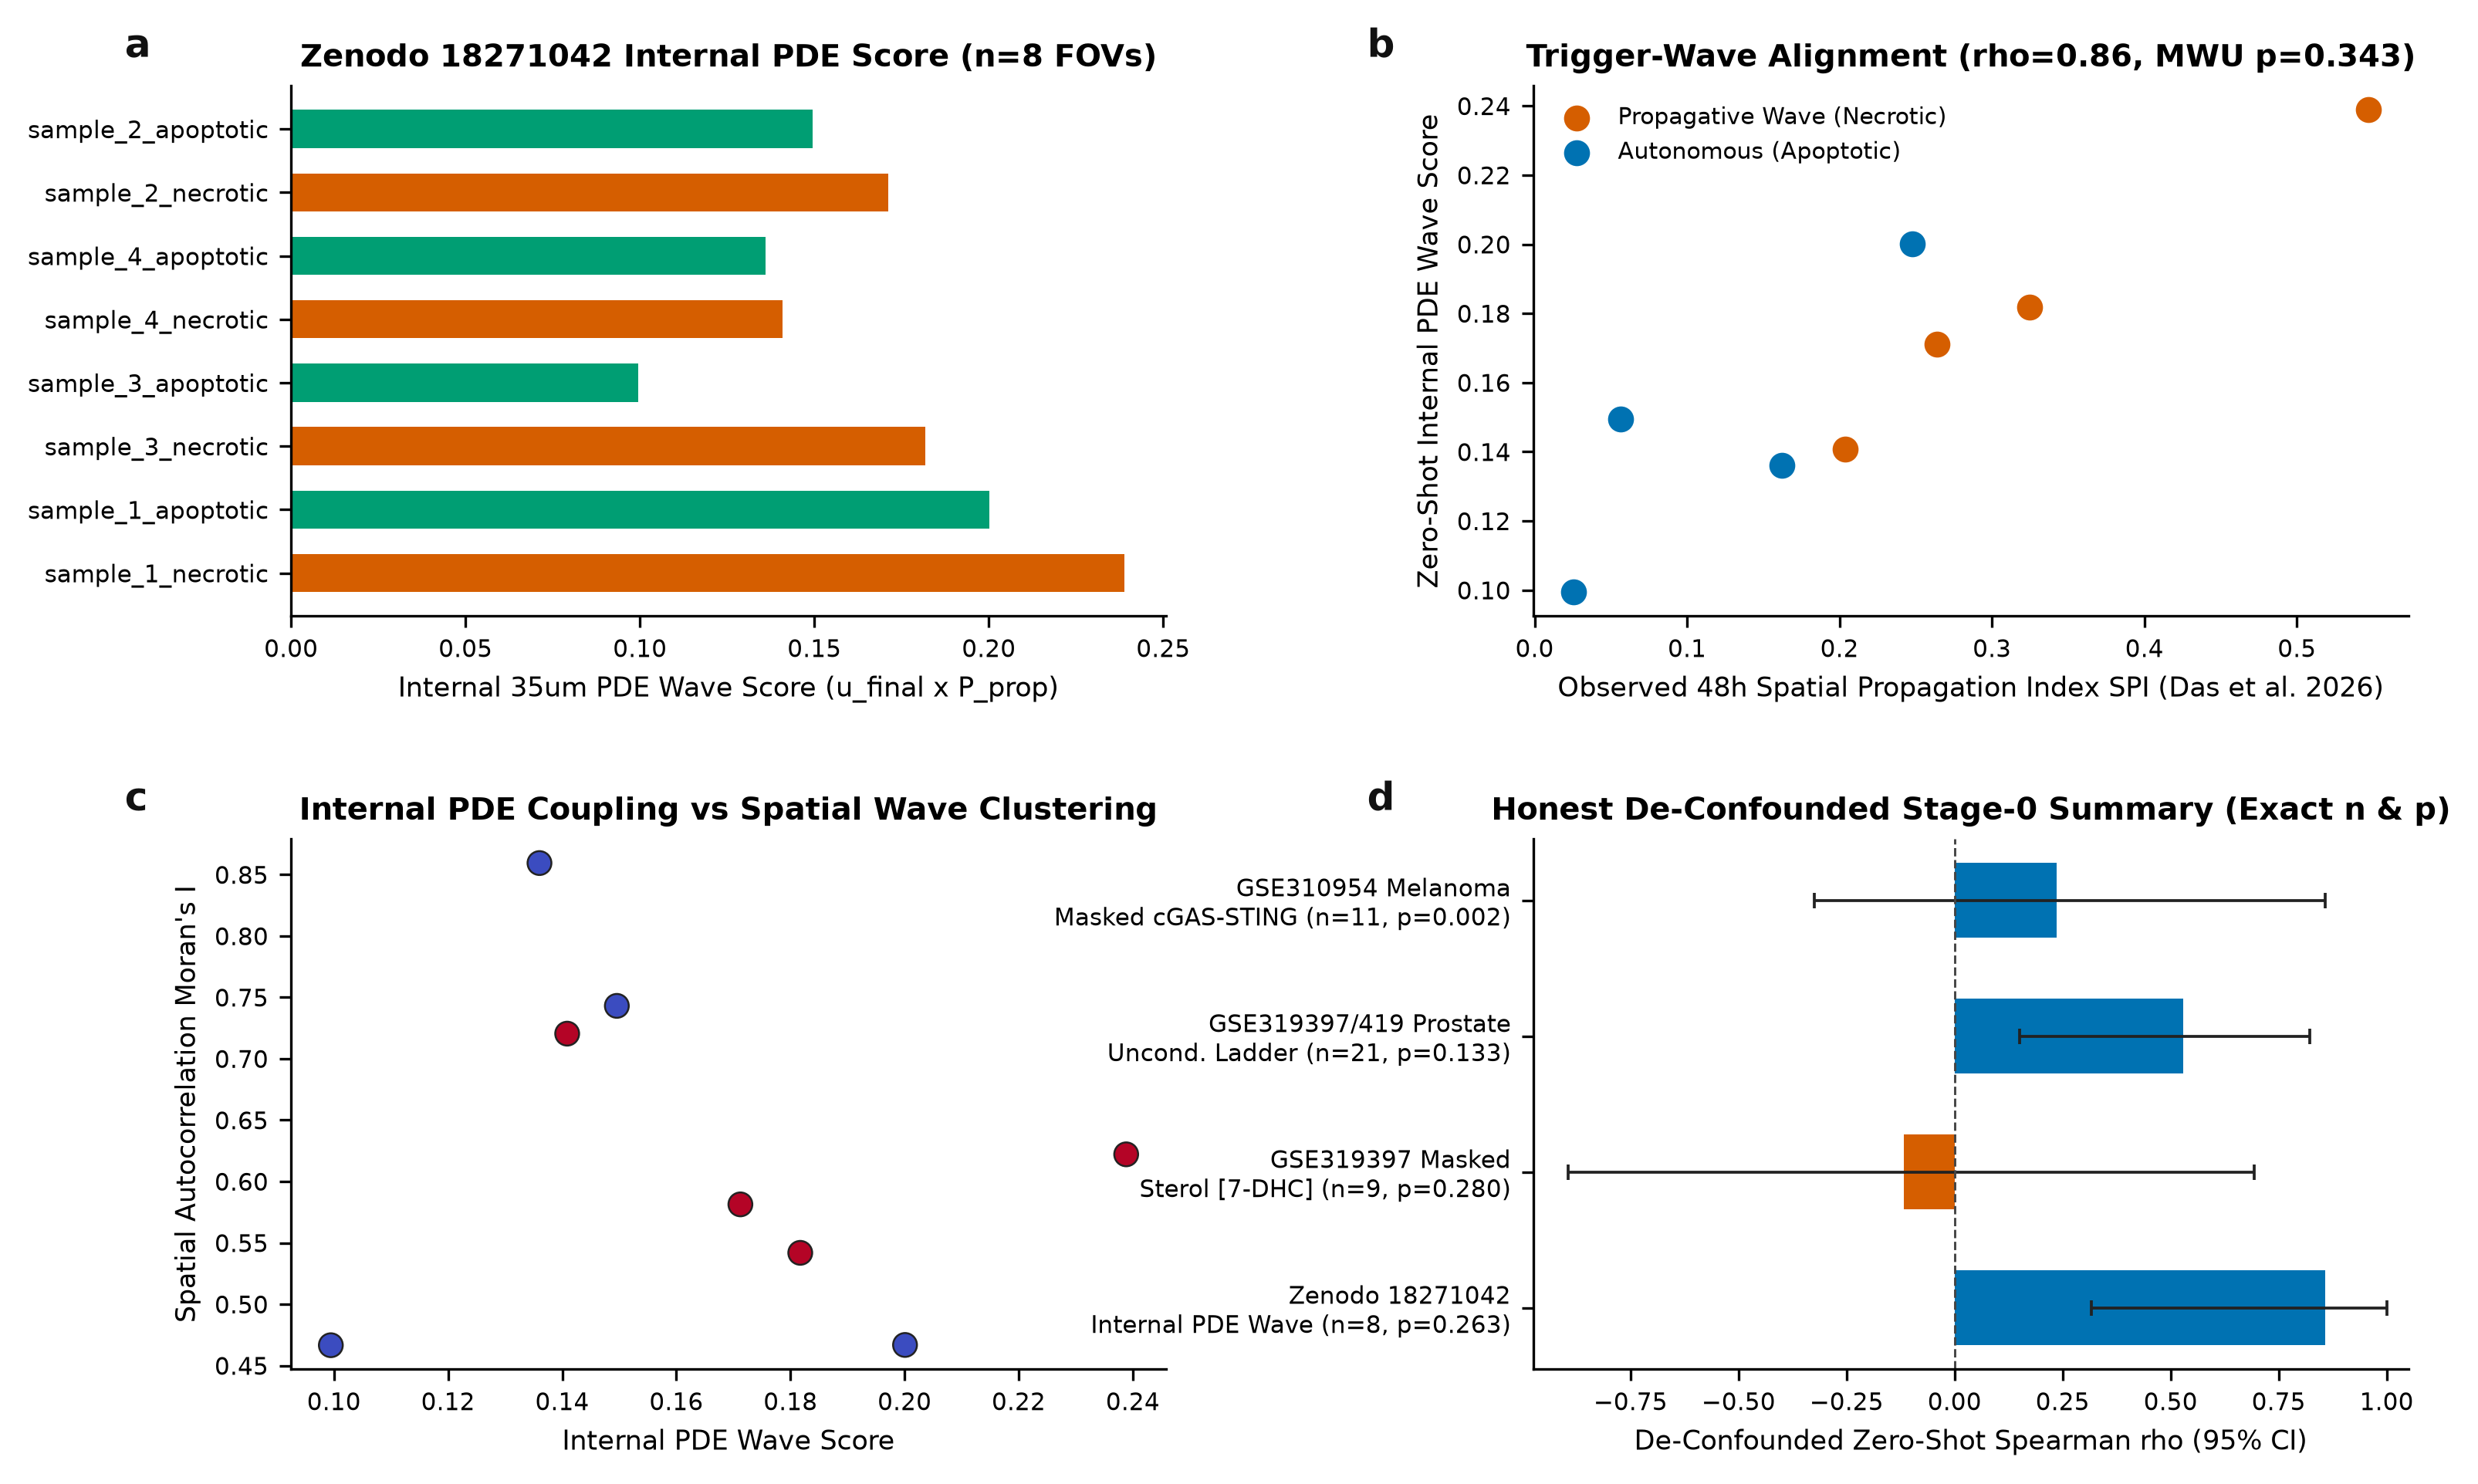 a
Zenodo 18271042 Internal PDE Score (n=8 FOVs)
sample_2_apoptotic
sample_2_necrotic
sample_4_apoptotic
sample_4_necrotic
sample_3_apoptotic
sample_3_necrotic
sample_1_apoptotic
sample_1_necrotic
0.00 0.05 0.10 0.15 0.20 0.25
Internal 35um PDE Wave Score (u_final x P_prop)
b
Trigger-Wave Alignment (rho=0.86, MWU p=0.343)
Propagative Wave (Necrotic)
Autonomous (Apoptotic)
Zero-Shot Internal PDE Wave Score
0.24
0.22
0.20
0.18
0.16
0.14
0.12
0.10
0.0 0.1 0.2 0.3 0.4 0.5
Observed 48h Spatial Propagation Index SPI (Das et al. 2026)
c
Internal PDE Coupling vs Spatial Wave Clustering
Spatial Autocorrelation Moran's I
0.85
0.80
0.75
0.70
0.65
0.60
0.55
0.50
0.45
0.10 0.12 0.14 0.16 0.18 0.20 0.22 0.24
Internal PDE Wave Score
d
Honest De-Confounded Stage-0 Summary (Exact n & p)
GSE310954 Melanoma
Masked cGAS-STING (n=11, p=0.002)
GSE319397/419 Prostate
Uncond. Ladder (n=21, p=0.133)
GSE319397 Masked
Sterol [7-DHC] (n=9, p=0.280)
Zenodo 18271042
Internal PDE Wave (n=8, p=0.263)
−0.75 −0.50 −0.25 0.00 0.25 0.50 0.75 1.00
De-Confounded Zero-Shot Spearman rho (95% CI)